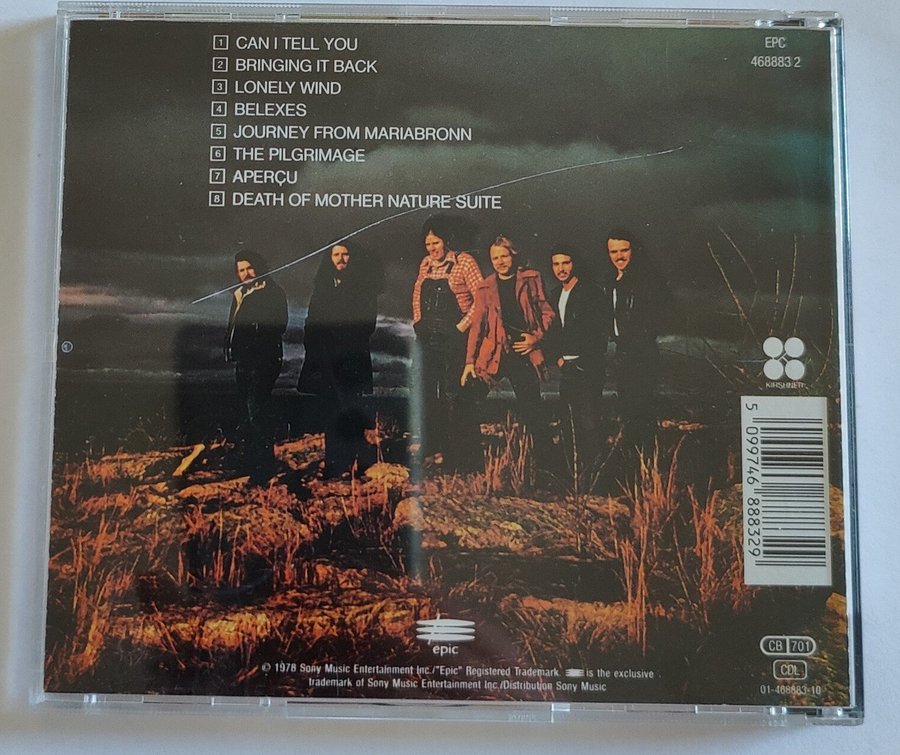 1 CAN I TELL YOU
2 BRINGING IT BACK
3 LONELY WIND
4 BELEXES
5 JOURNEY FROM MARIABRONN
6 THE PILGRIMAGE
7 APERÇU
8 DEATH OF MOTHER NATURE SUITE
EPC
468883 2
KIRSHNER
5 099746 888329
epic
© 1978 Sony Music Entertainment Inc./"Epic" Registered Trademark. is the exclusive
trademark of Sony Music Entertainment Inc./Distribution Sony Music
CB 701
CDL
01-468883-10